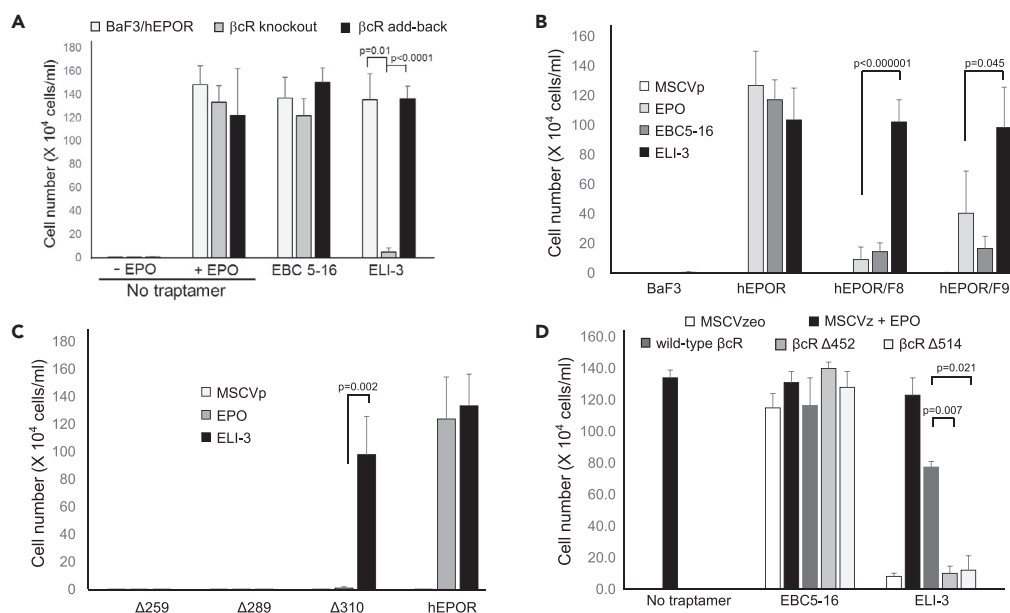 A
BaF3/hEPOR βcR knockout βcR add-back
Cell number (X 10⁴ cells/ml)
180
160
140
120
100
80
60
40
20
0
p=0.01
p<0.0001
- EPO + EPO EBC 5-16 ELI-3
No traptamer
B
Cell number (X 10⁴ cells/ml)
160
140
120
100
80
60
40
20
0
MSCVp
EPO
EBC5-16
ELI-3
p<0.000001
p=0.045
BaF3 hEPOR hEPOR/F8 hEPOR/F9
C
Cell number (X 10⁴ cells/ml)
180
160
140
120
100
80
60
40
20
0
MSCVp
EPO
ELI-3
p=0.002
Δ259 Δ289 Δ310 hEPOR
D
MSCVzeo MSCVz + EPO
wild-type βcR βcR Δ452 βcR Δ514
Cell number (X 10⁴ cells/ml)
160.0
140.0
120.0
100.0
80.0
60.0
40.0
20.0
0.0
p=0.021
p=0.007
No traptamer EBC5-16 ELI-3